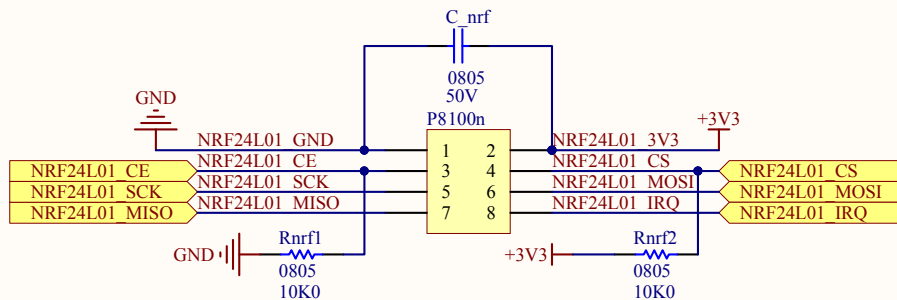 C_nrf
0805
50V
P8100n
GND
+3V3
NRF24L01_GND
1
2
NRF24L01_3V3
NRF24L01_CE
NRF24L01_CE
3
4
NRF24L01_CS
NRF24L01_CS
NRF24L01_SCK
NRF24L01_SCK
5
6
NRF24L01_MOSI
NRF24L01_MOSI
NRF24L01_MISO
NRF24L01_MISO
7
8
NRF24L01_IRQ
NRF24L01_IRQ
GND
Rnrf1
0805
10K0
+3V3
Rnrf2
0805
10K0